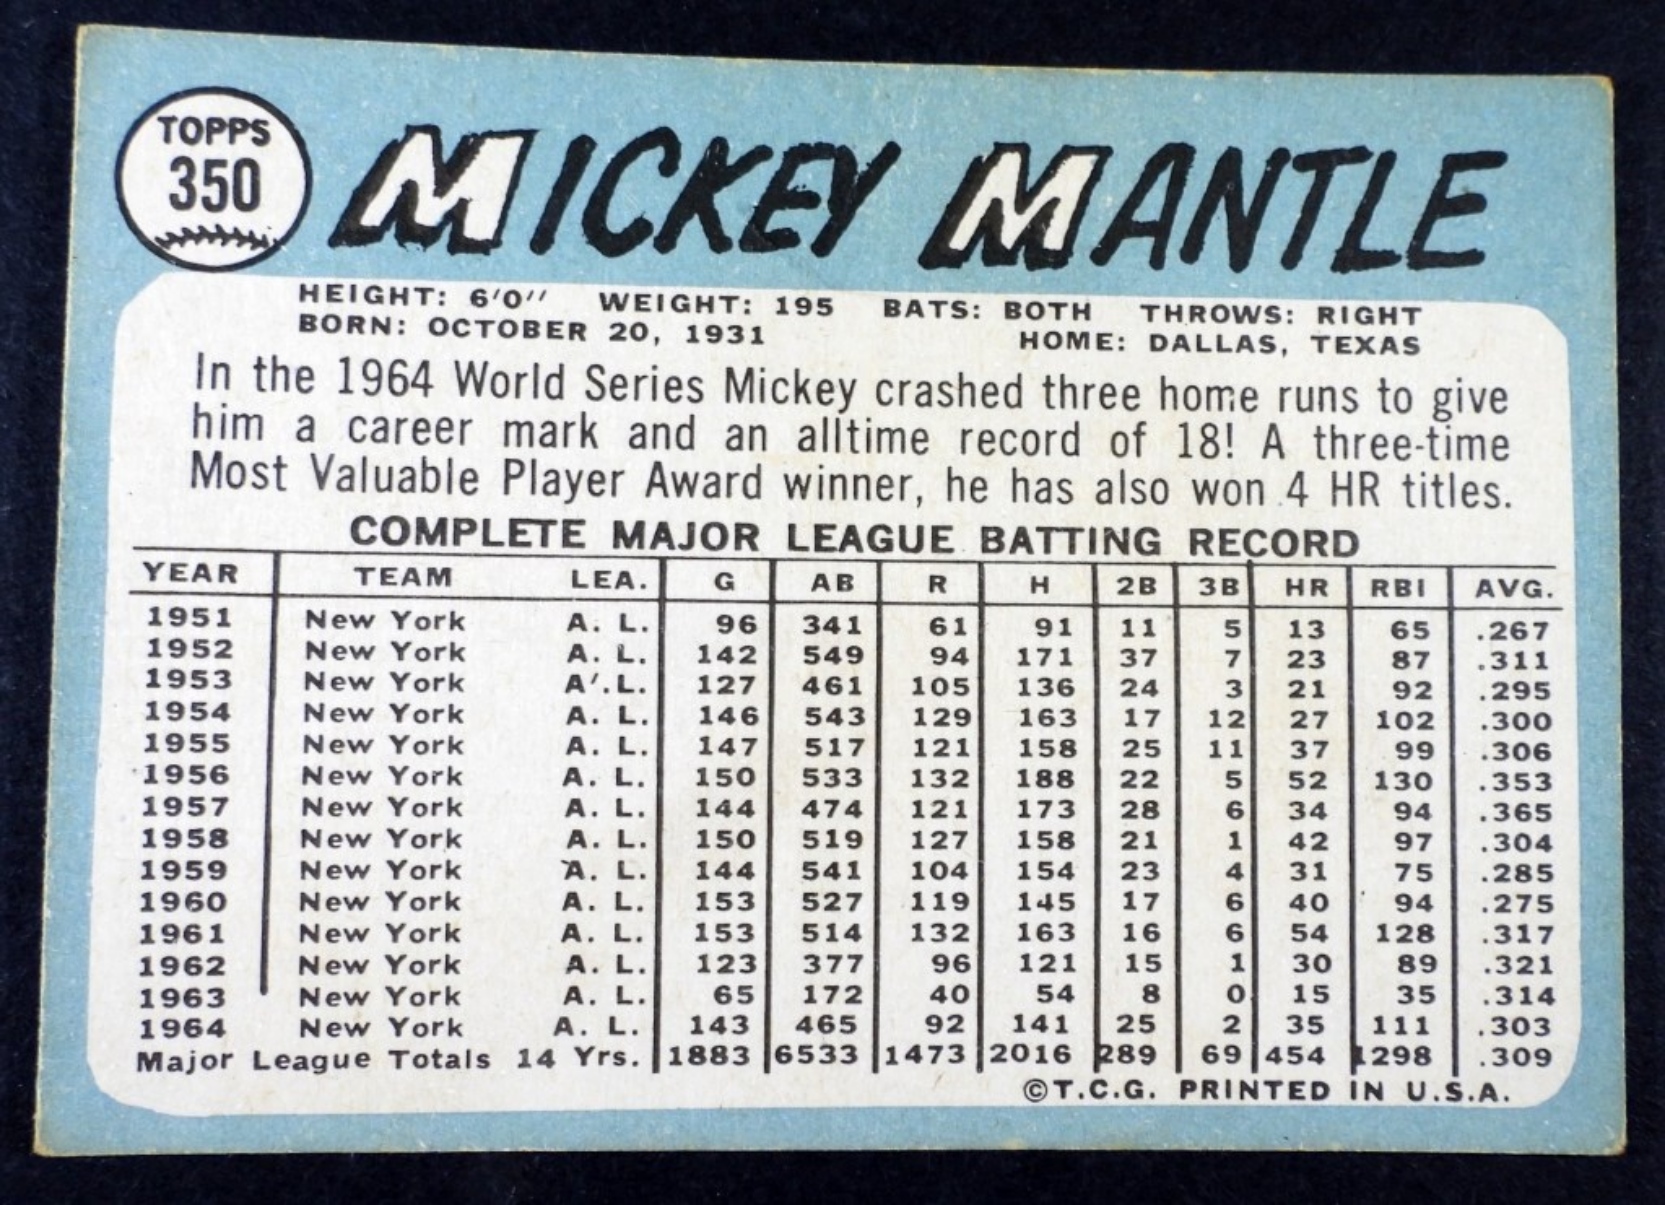 TOPPS
350
MICKEY MANTLE
HEIGHT: 6'0" WEIGHT: 195 BATS: BOTH THROWS: RIGHT
BORN: OCTOBER 20, 1931 HOME: DALLAS, TEXAS
In the 1964 World Series Mickey crashed three home runs to give
him a career mark and an alltime record of 18! A three-time
Most Valuable Player Award winner, he has also won 4 HR titles.
COMPLETE MAJOR LEAGUE BATTING RECORD
YEAR TEAM LEA. G AB R H 2B 3B HR RBI AVG.
1951 New York A. L. 96 341 61 91 11 5 13 65 .267
1952 New York A. L. 142 549 94 171 37 7 23 87 .311
1953 New York A. L. 127 461 105 136 24 3 21 92 .295
1954 New York A. L. 146 543 129 163 17 12 27 102 .300
1955 New York A. L. 147 517 121 158 25 11 37 99 .306
1956 New York A. L. 150 533 132 188 22 5 52 130 .353
1957 New York A. L. 144 474 121 173 28 6 34 94 .365
1958 New York A. L. 150 519 127 158 21 1 42 97 .304
1959 New York A. L. 144 541 104 154 23 4 31 75 .285
1960 New York A. L. 153 527 119 145 17 6 40 94 .275
1961 New York A. L. 153 514 132 163 16 6 54 128 .317
1962 New York A. L. 123 377 96 121 15 1 30 89 .321
1963 New York A. L. 65 172 40 54 8 0 15 35 .314
1964 New York A. L. 143 465 92 141 25 2 35 111 .303
Major League Totals 14 Yrs. 1883 6533 1473 2016 289 69 454 1298 .309
©T.C.G. PRINTED IN U.S.A.